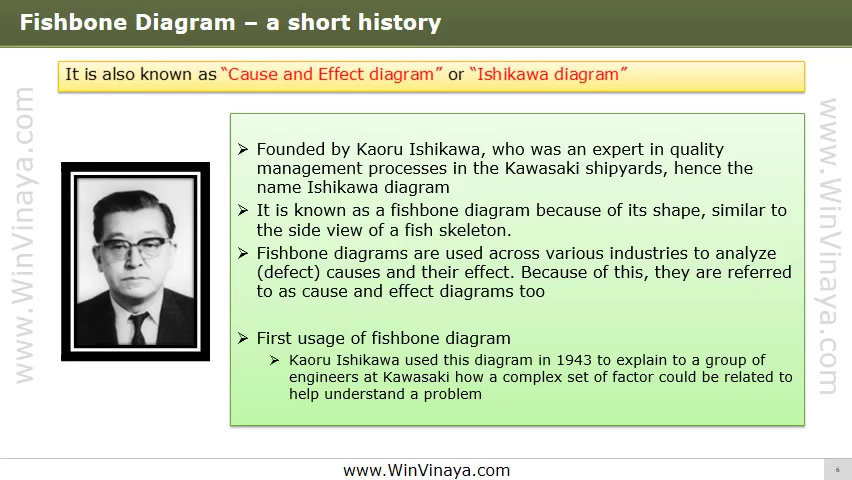 Fishbone Diagram – a short history
It is also known as “Cause and Effect diagram” or “Ishikawa diagram”
www.WinVinaya.com
➢ Founded by Kaoru Ishikawa, who was an expert in quality
management processes in the Kawasaki shipyards, hence the
name Ishikawa diagram
➢ It is known as a fishbone diagram because of its shape, similar to
the side view of a fish skeleton.
➢ Fishbone diagrams are used across various industries to analyze
(defect) causes and their effect. Because of this, they are referred
to as cause and effect diagrams too
➢ First usage of fishbone diagram
➢ Kaoru Ishikawa used this diagram in 1943 to explain to a group of
engineers at Kawasaki how a complex set of factor could be related to
help understand a problem
www.WinVinaya.com
www.WinVinaya.com
6